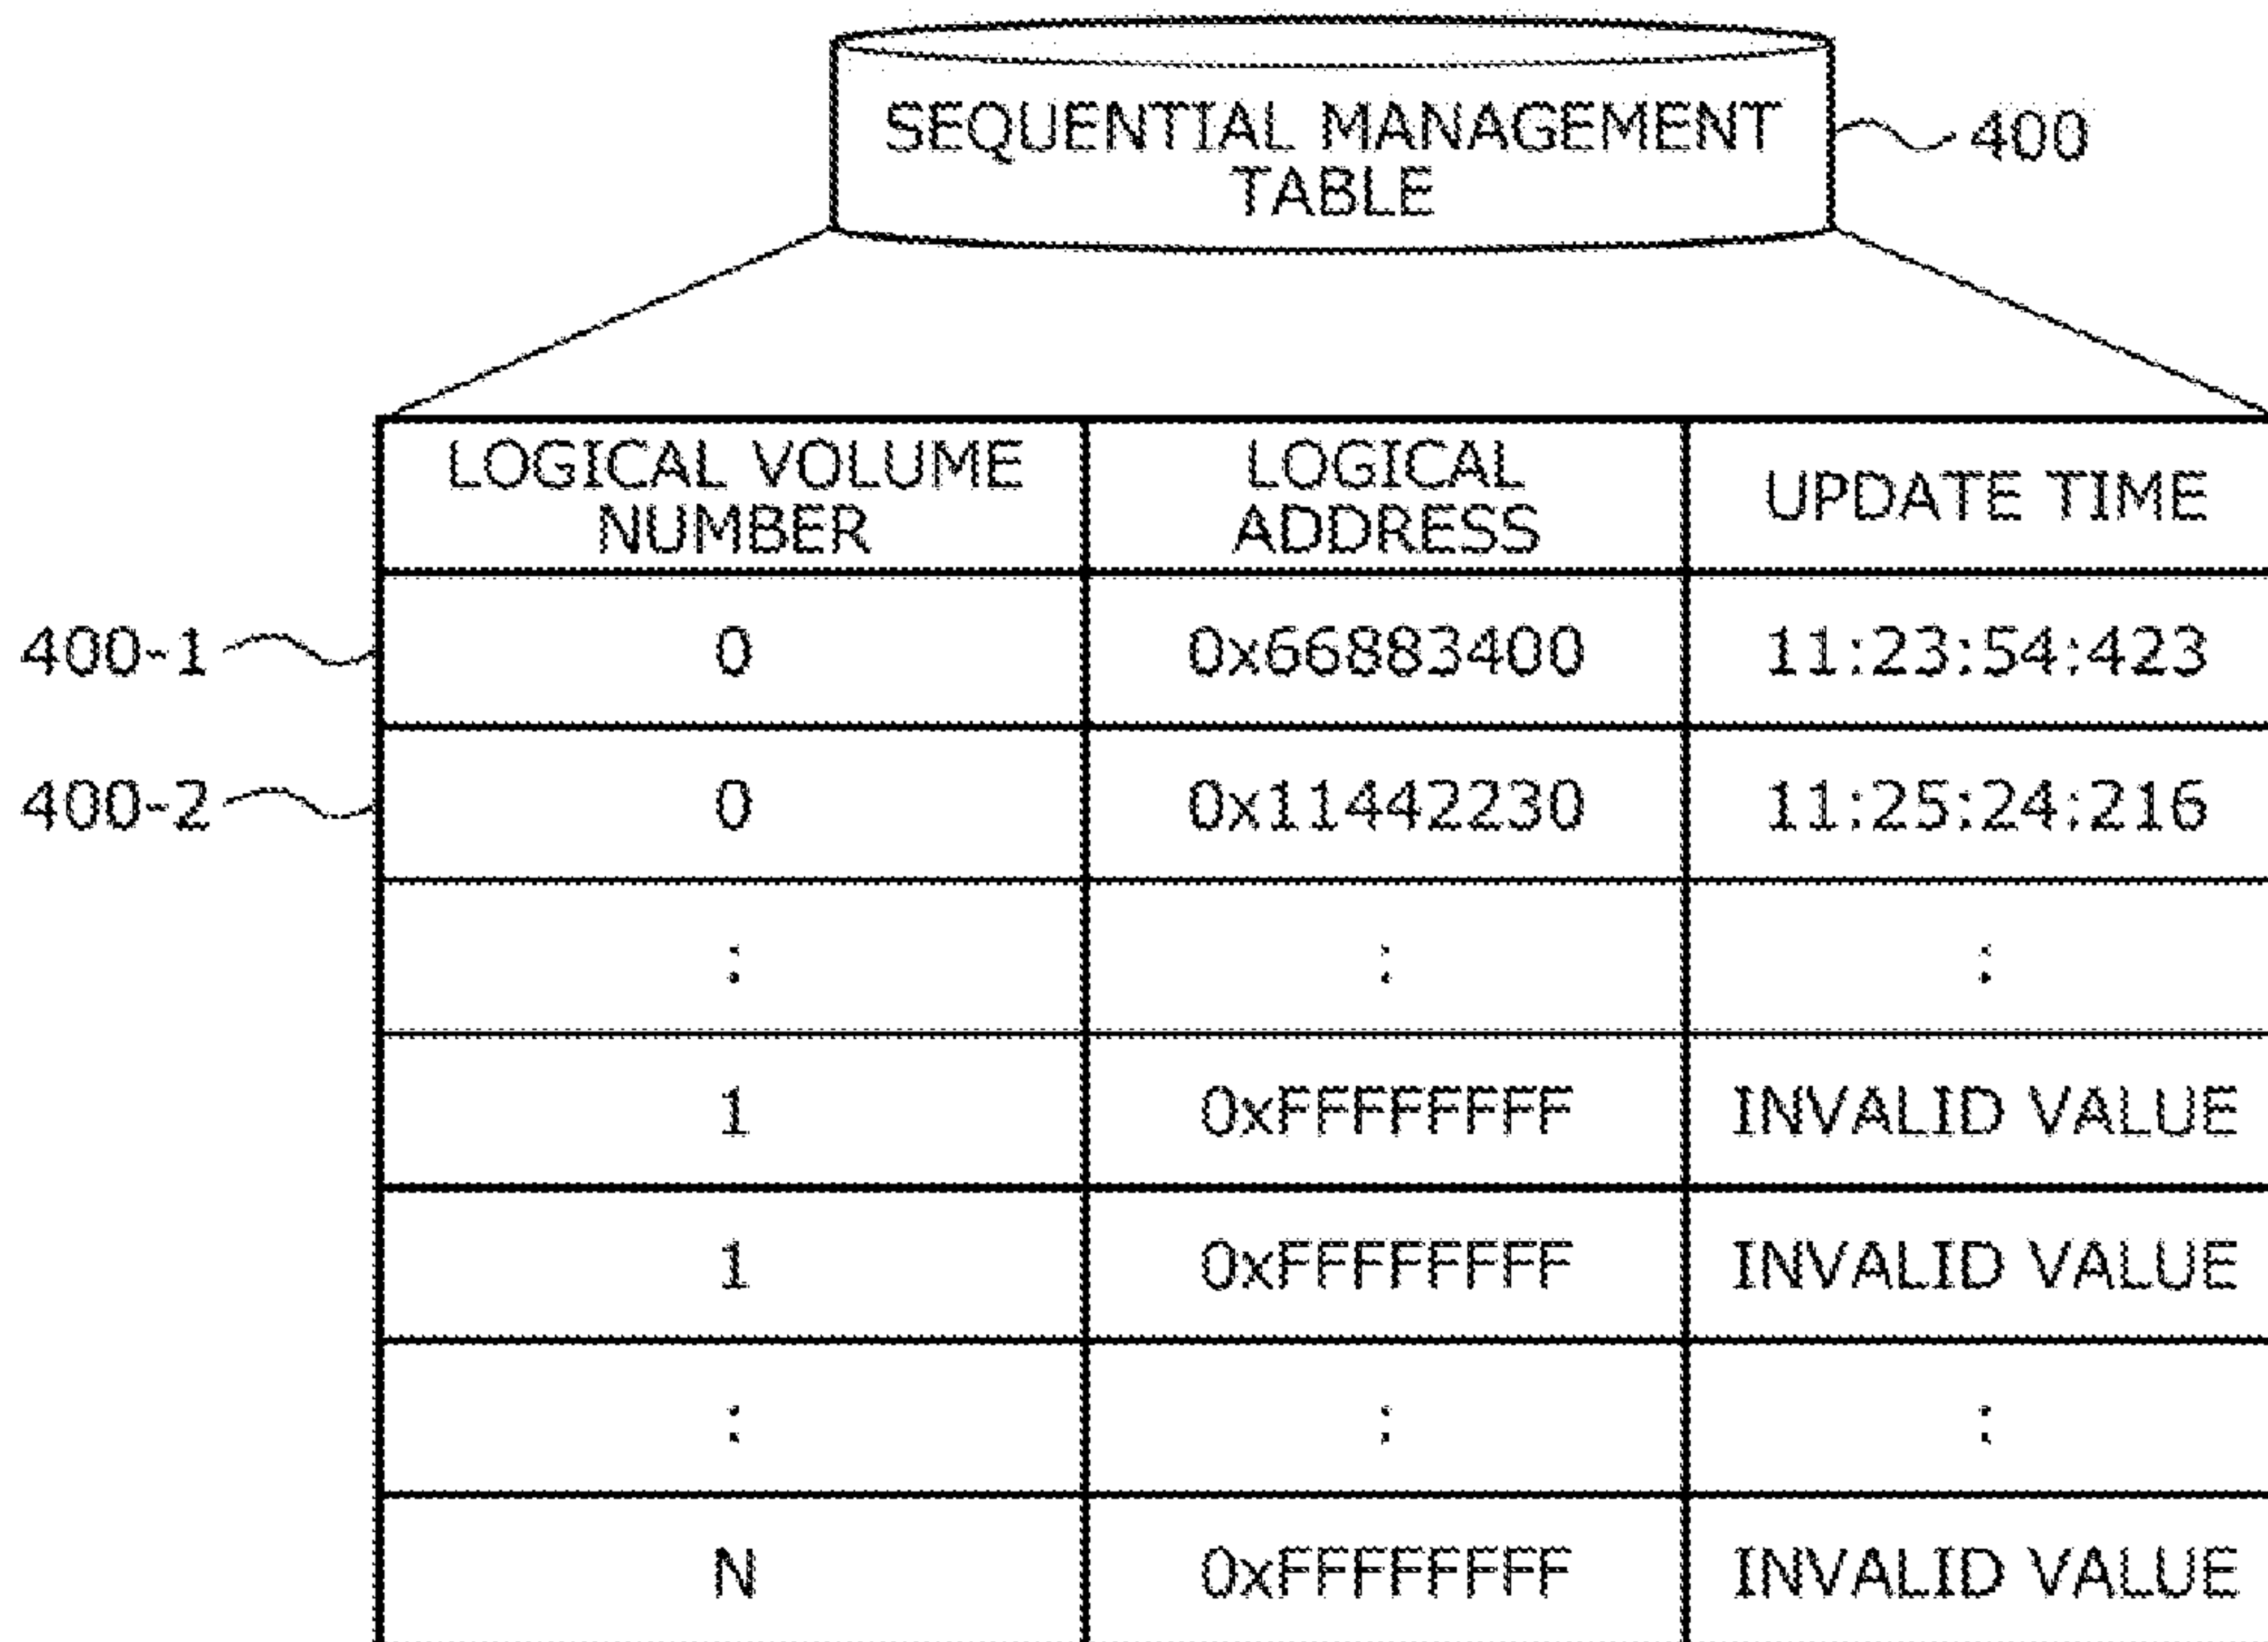 SEQUENTIAL MANAGEMENT
TABLE
400
LOGICAL VOLUME
NUMBER
LOGICAL
ADDRESS
UPDATE TIME
400-1
0
0x66883400
11:23:54:423
400-2
0
0x11442230
11:25:24:216
:
:
:
1
0xFFFFFFFF
INVALID VALUE
1
0xFFFFFFFF
INVALID VALUE
:
:
:
N
0xFFFFFFFF
INVALID VALUE